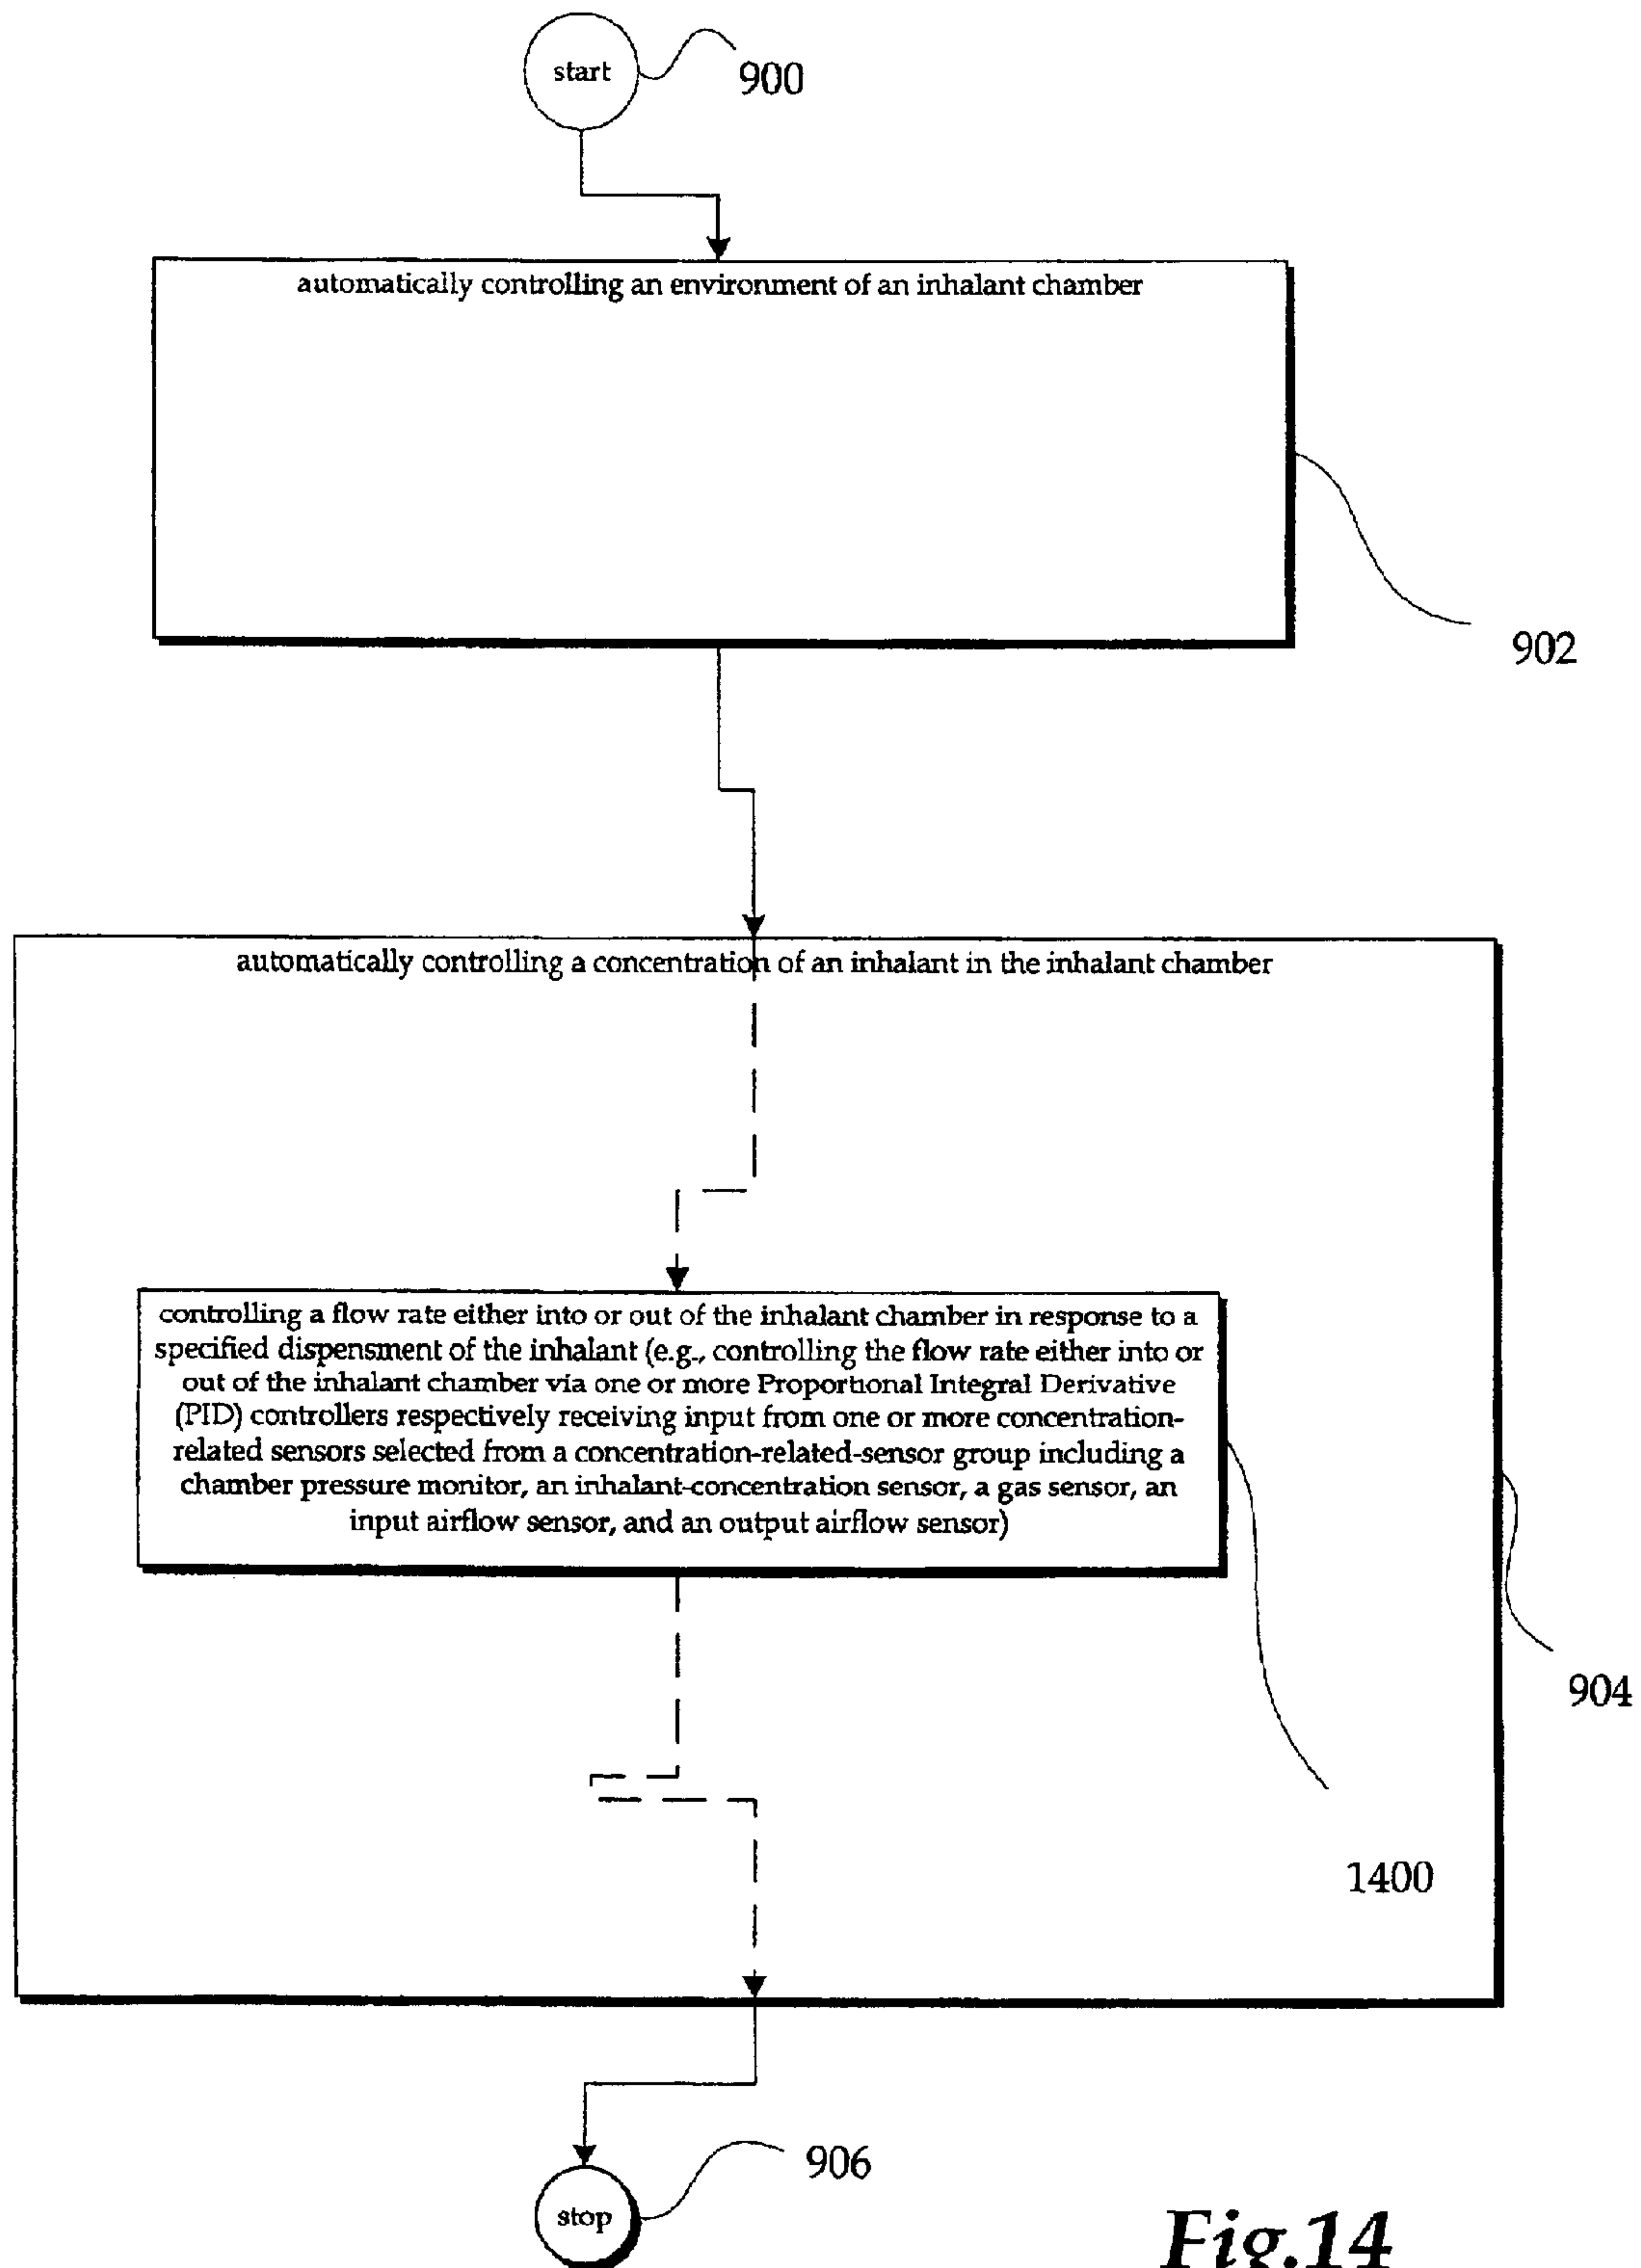 start
900
automatically controlling an environment of an inhalant chamber
902
automatically controlling a concentration of an inhalant in the inhalant chamber
controlling a flow rate either into or out of the inhalant chamber in response to a
specified dispensment of the inhalant (e.g., controlling the flow rate either into or
out of the inhalant chamber via one or more Proportional Integral Derivative
(PID) controllers respectively receiving input from one or more concentration-
related sensors selected from a concentration-related-sensor group including a
chamber pressure monitor, an inhalant-concentration sensor, a gas sensor, an
input airflow sensor, and an output airflow sensor)
904
1400
906
stop
Fig.14